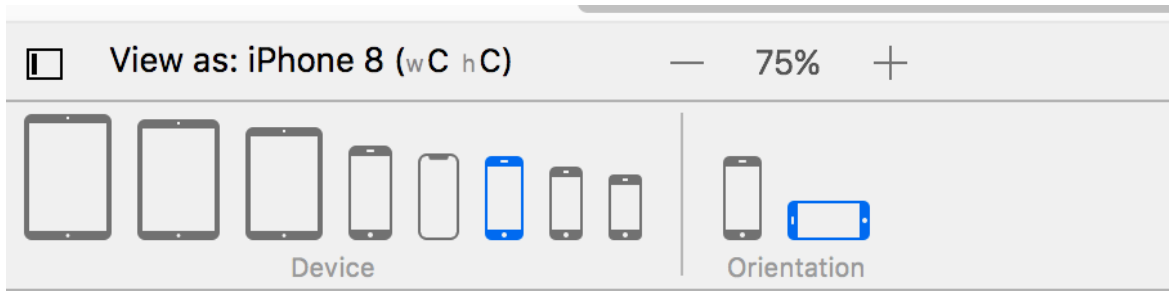 View as: iPhone 8 (wC hC) — 75% +
Device Orientation